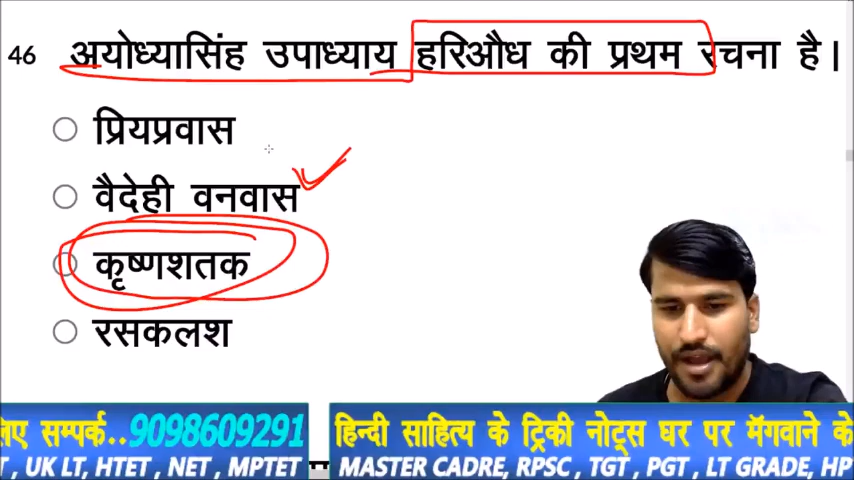 46 अयोध्यासिंह उपाध्याय हरिऔध की प्रथम रचना है।
प्रियप्रवास
वैदेही वनवास
कृष्णशतक
रसकलश
लिए सम्पर्क..9098609291
हिन्दी साहित्य के ट्रिकी नोट्स घर पर मॅगवाने के
T, UK LT, HTET , NET , MPTET
MASTER CADRE, RPSC , TGT , PGT , LT GRADE, HP